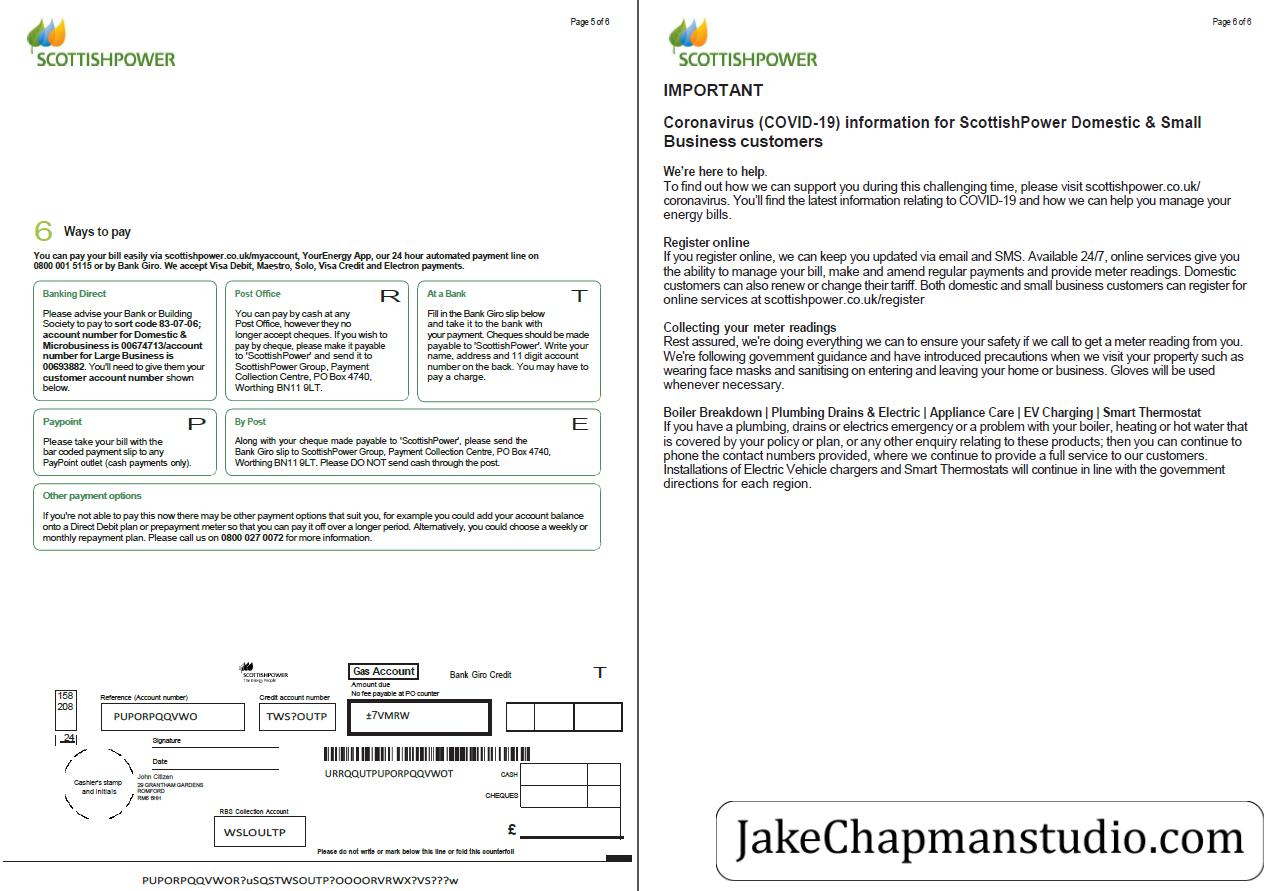 Page 5 of 6
SCOTTISHPOWER
6 Ways to pay
You can pay your bill easily via scottishpower.co.uk/myaccount, YourEnergy App, our 24 hour automated payment line on
0800 001 5115 or by Bank Giro. We accept Visa Debit, Maestro, Solo, Visa Credit and Electron payments.
Banking Direct
Please advise your Bank or Building
Society to pay to sort code 83-07-06;
account number for Domestic &
Microbusiness is 00674713/account
number for Large Business is
00693882. You'll need to give them your
customer account number shown
below.
Post Office R
You can pay by cash at any
Post Office, however they no
longer accept cheques. If you wish to
pay by cheque, please make it payable
to 'ScottishPower' and send it to
ScottishPower Group, Payment
Collection Centre, PO Box 4740,
Worthing BN11 9LT.
At a Bank T
Fill in the Bank Giro slip below
and take it to the bank with
your payment. Cheques should be made
payable to 'ScottishPower'. Write your
name, address and 11 digit account
number on the back. You may have to
pay a charge.
Paypoint P
Please take your bill with the
bar coded payment slip to any
PayPoint outlet (cash payments only).
By Post E
Along with your cheque made payable to 'ScottishPower', please send the
Bank Giro slip to ScottishPower Group, Payment Collection Centre, PO Box 4740,
Worthing BN11 9LT. Please DO NOT send cash through the post.
Other payment options
If you're not able to pay this now there may be other payment options that suit you, for example you could add your account balance
onto a Direct Debit plan or prepayment meter so that you can pay it off over a longer period. Alternatively, you could choose a weekly or
monthly repayment plan. Please call us on 0800 027 0072 for more information.
SCOTTISHPOWER
The Energy People
Gas Account
Bank Giro Credit
T
Amount due
No fee payable at PO counter
158
208
24
Reference (Account number)
PUPORPQQVWO
Credit account number
TWS?OUTP
±7VMRW
Signature
Date
Cashier's stamp
and initials
John Citizen
29 GRANTHAM GARDENS
ROMFORD
RM6 6HH
URRQQUTPUPORPQQVWOT
CASH
CHEQUES
£
RBS Collection Account
WSLOULTP
Please do not write or mark below this line or fold this counterfoil
PUPORPQQVWOR?uSQSTWSOUTP?OOOORVRWX?VS???w
Page 6 of 6
SCOTTISHPOWER
IMPORTANT
Coronavirus (COVID-19) information for ScottishPower Domestic & Small
Business customers
We're here to help.
To find out how we can support you during this challenging time, please visit scottishpower.co.uk/
coronavirus. You'll find the latest information relating to COVID-19 and how we can help you manage your
energy bills.
Register online
If you register online, we can keep you updated via email and SMS. Available 24/7, online services give you
the ability to manage your bill, make and amend regular payments and provide meter readings. Domestic
customers can also renew or change their tariff. Both domestic and small business customers can register for
online services at scottishpower.co.uk/register
Collecting your meter readings
Rest assured, we're doing everything we can to ensure your safety if we call to get a meter reading from you.
We're following government guidance and have introduced precautions when we visit your property such as
wearing face masks and sanitising on entering and leaving your home or business. Gloves will be used
whenever necessary.
Boiler Breakdown | Plumbing Drains & Electric | Appliance Care | EV Charging | Smart Thermostat
If you have a plumbing, drains or electrics emergency or a problem with your boiler, heating or hot water that
is covered by your policy or plan, or any other enquiry relating to these products; then you can continue to
phone the contact numbers provided, where we continue to provide a full service to our customers.
Installations of Electric Vehicle chargers and Smart Thermostats will continue in line with the government
directions for each region.
JakeChapmanstudio.com